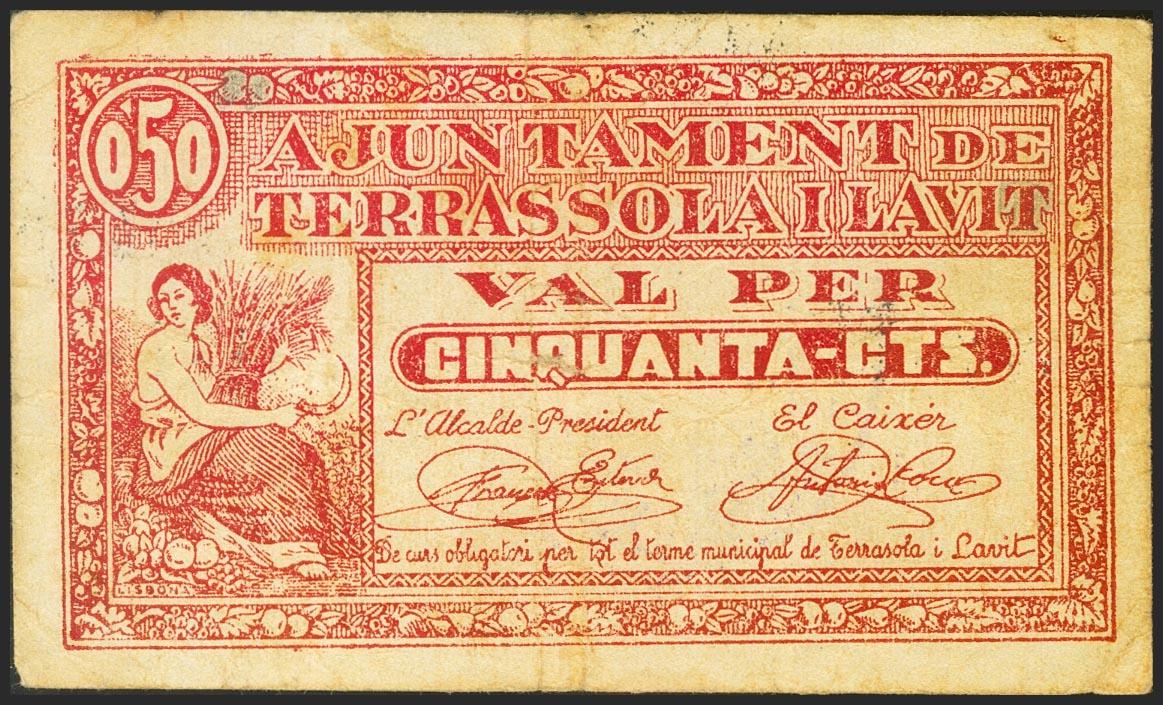 0,50
AJUNTAMENT DE
TERRASSOLA I LAVIT
VAL PER
CINQUANTA-CTS.
L'Alcalde-President El Caixér
De curs obligatori per tot el terme municipal de Terrasola i Lavit
LISBONA